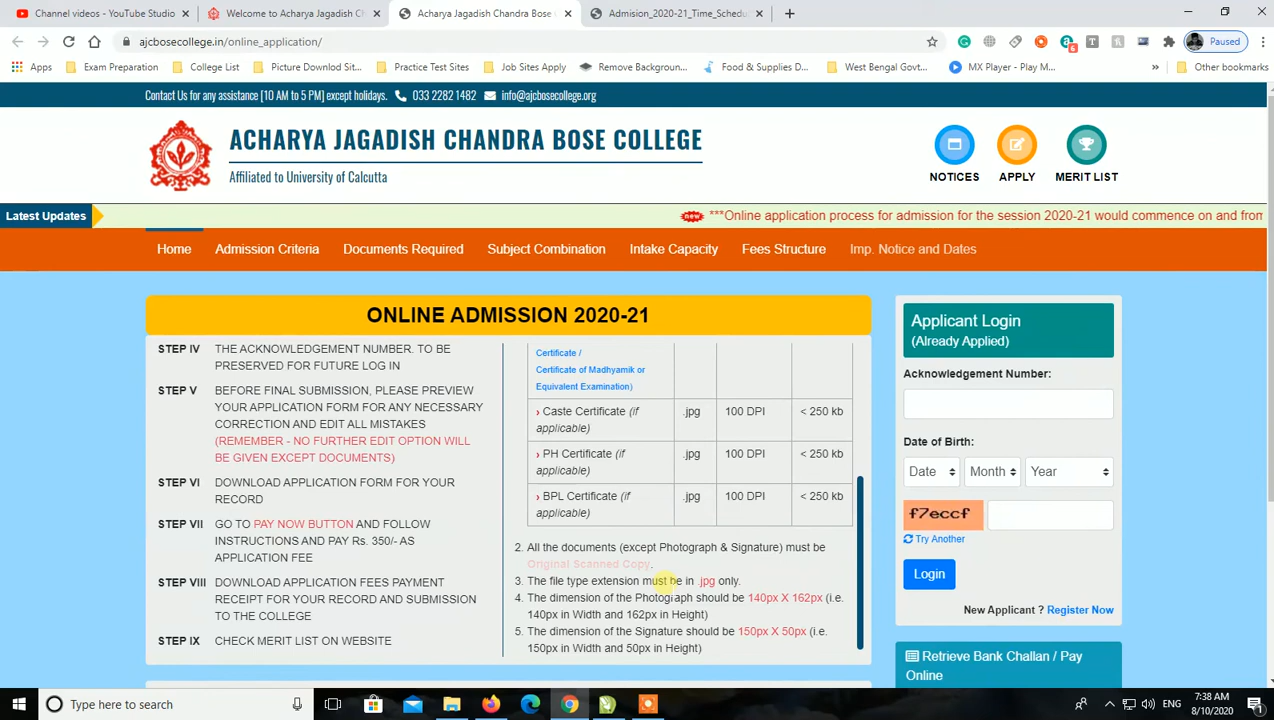 Channel videos - YouTube Studio
Welcome to Acharya Jagadish Ch
Acharya Jagadish Chandra Bose
Admision_2020-21_Time_Schedu
ajcbosecollege.in/online_application/
Paused
Apps
Exam Preparation
College List
Picture Downlod Sit...
Practice Test Sites
Job Sites Apply
Remove Backgroun...
Food & Supplies D...
West Bengal Govt...
MX Player - Play M...
Other bookmarks
Contact Us for any assistance [10 AM to 5 PM] except holidays. 033 2282 1482 info@ajcbosecollege.org
ACHARYA JAGADISH CHANDRA BOSE COLLEGE
Affiliated to University of Calcutta
NOTICES APPLY MERIT LIST
Latest Updates
new ***Online application process for admission for the session 2020-21 would commence on and from
Home Admission Criteria Documents Required Subject Combination Intake Capacity Fees Structure Imp. Notice and Dates
ONLINE ADMISSION 2020-21
STEP IV THE ACKNOWLEDGEMENT NUMBER. TO BE
PRESERVED FOR FUTURE LOG IN
STEP V BEFORE FINAL SUBMISSION, PLEASE PREVIEW
YOUR APPLICATION FORM FOR ANY NECESSARY
CORRECTION AND EDIT ALL MISTAKES
(REMEMBER - NO FURTHER EDIT OPTION WILL
BE GIVEN EXCEPT DOCUMENTS)
STEP VI DOWNLOAD APPLICATION FORM FOR YOUR
RECORD
STEP VII GO TO PAY NOW BUTTON AND FOLLOW
INSTRUCTIONS AND PAY Rs. 350/- AS
APPLICATION FEE
STEP VIII DOWNLOAD APPLICATION FEES PAYMENT
RECEIPT FOR YOUR RECORD AND SUBMISSION
TO THE COLLEGE
STEP IX CHECK MERIT LIST ON WEBSITE
Certificate /
Certificate of Madhyamik or
Equivalent Examination)
› Caste Certificate (if
applicable) .jpg 100 DPI < 250 kb
› PH Certificate (if
applicable) .jpg 100 DPI < 250 kb
› BPL Certificate (if
applicable) .jpg 100 DPI < 250 kb
2. All the documents (except Photograph & Signature) must be
Original Scanned Copy.
3. The file type extension must be in .jpg only.
4. The dimension of the Photograph should be 140px X 162px (i.e.
140px in Width and 162px in Height)
5. The dimension of the Signature should be 150px X 50px (i.e.
150px in Width and 50px in Height)
Applicant Login
(Already Applied)
Acknowledgement Number:
Date of Birth:
Date Month Year
f7eccf
Try Another
Login
New Applicant ? Register Now
Retrieve Bank Challan / Pay
Online
Type here to search
ENG
7:38 AM
8/10/2020